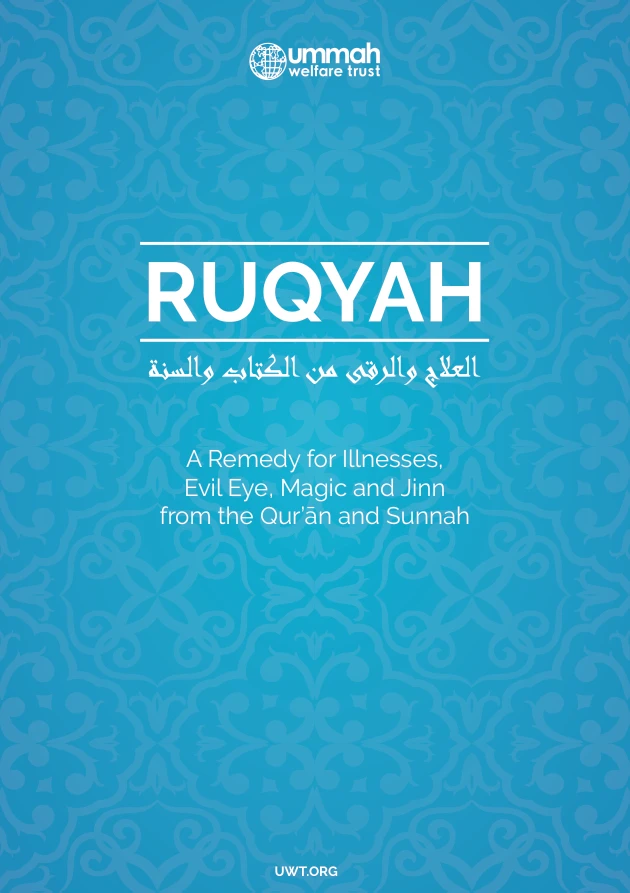 ummah
welfare trust
RUQYAH
العلاج والرقى من الكتاب والسنة
A Remedy for Illnesses,
Evil Eye, Magic and Jinn
from the Qur’ān and Sunnah
UWT.ORG